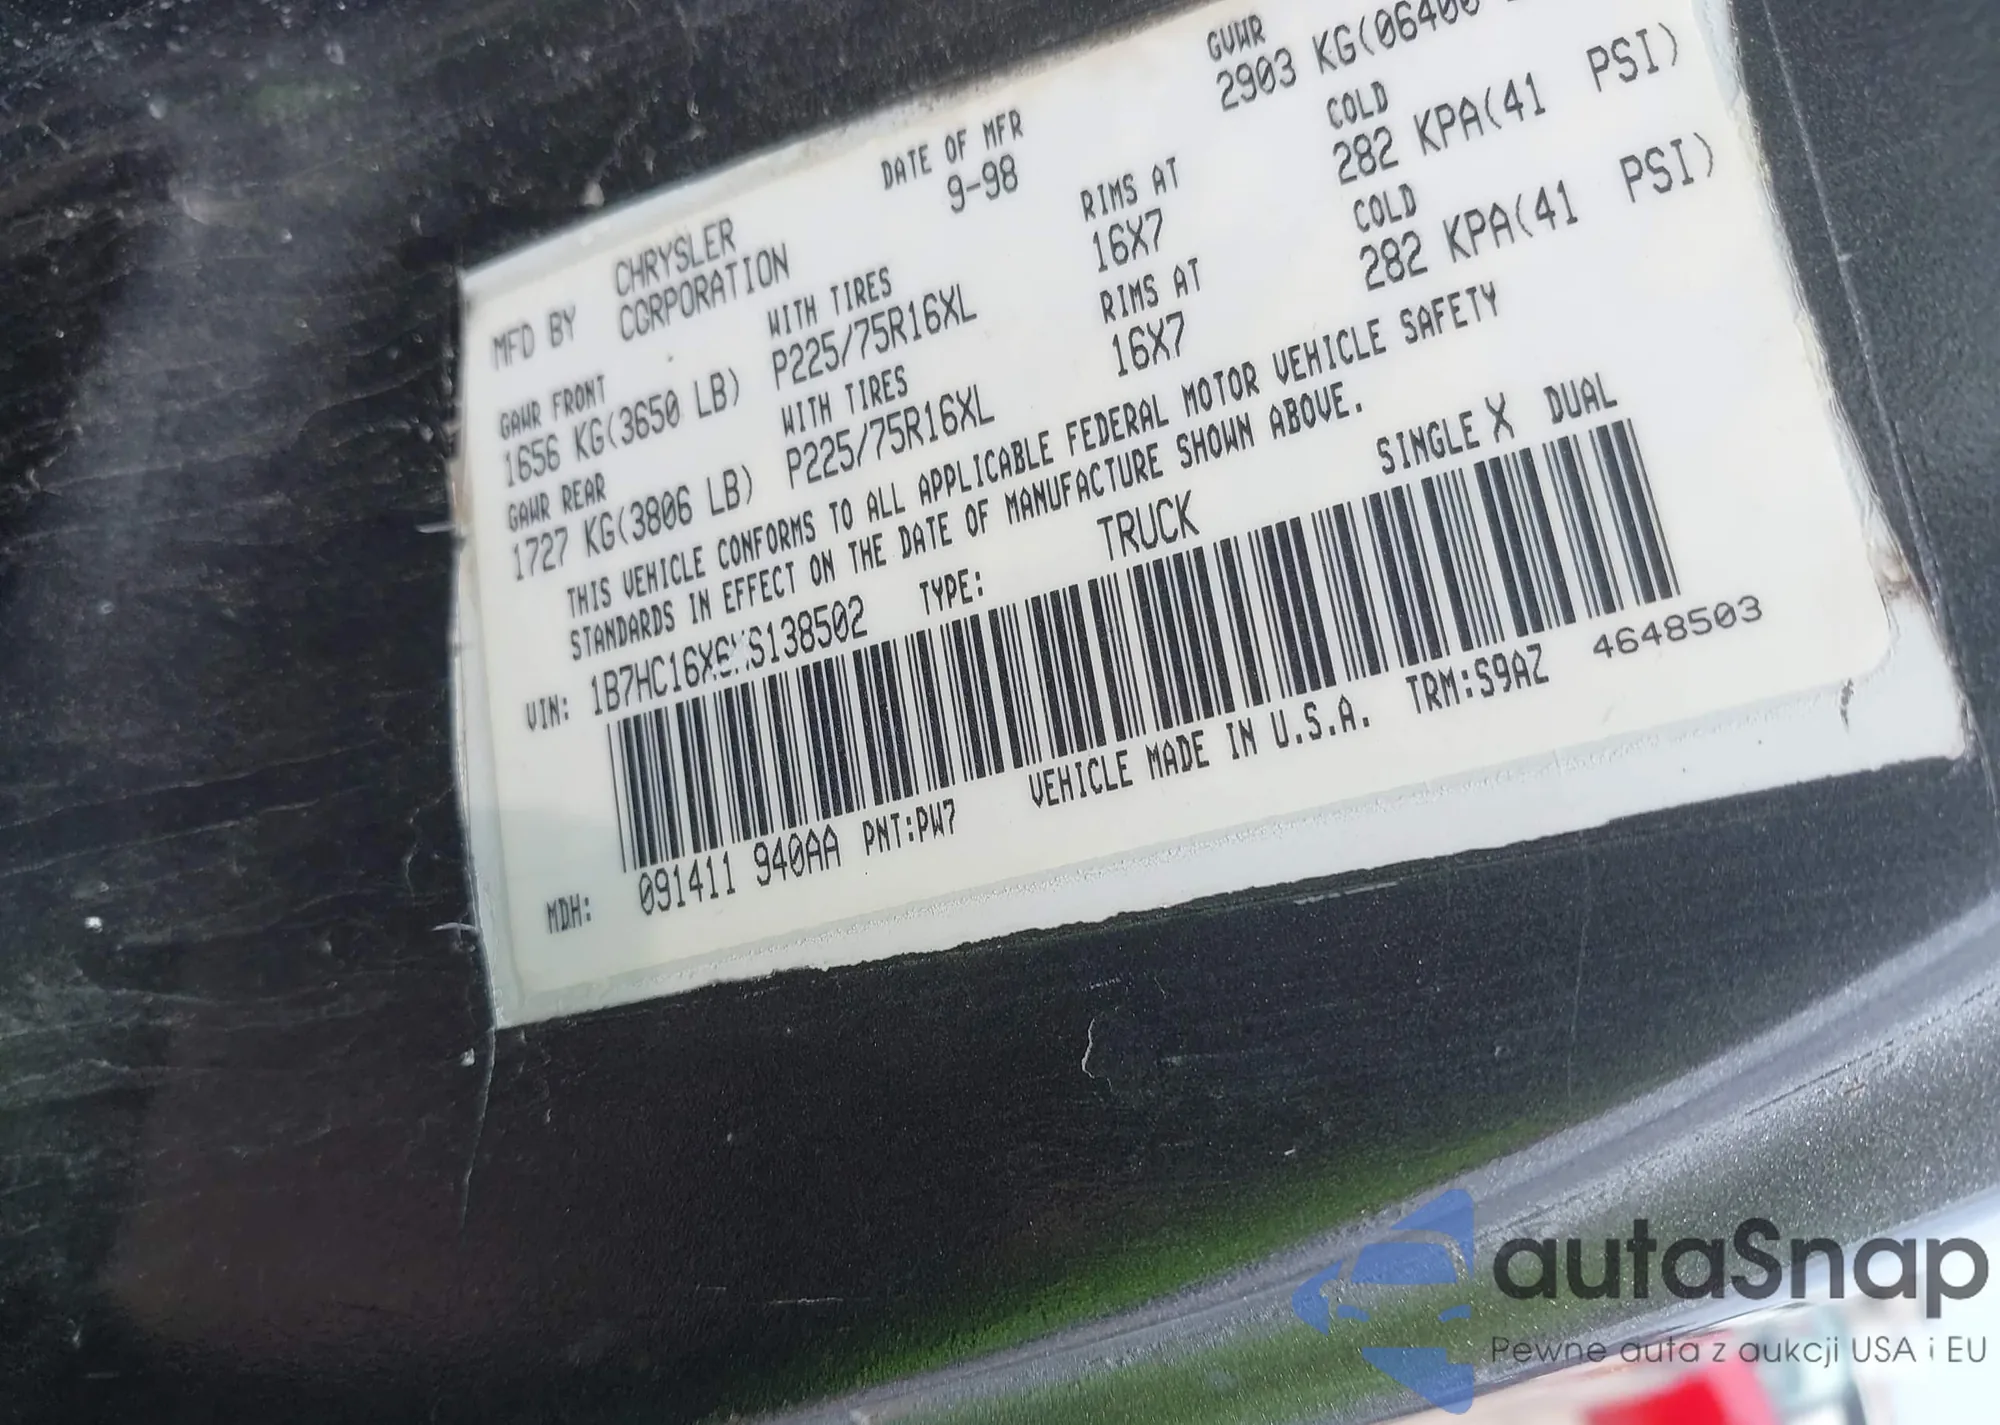 GVWR
2903 KG(06400
DATE OF MFR
9-98
MFD BY CHRYSLER
CORPORATION
RIMS AT
16X7
COLD
282 KPA(41 PSI)
GAWR FRONT
1656 KG(3650 LB)
WITH TIRES
P225/75R16XL
RIMS AT
16X7
COLD
282 KPA(41 PSI)
GAWR REAR
1727 KG(3806 LB)
WITH TIRES
P225/75R16XL
THIS VEHICLE CONFORMS TO ALL APPLICABLE FEDERAL MOTOR VEHICLE SAFETY
STANDARDS IN EFFECT ON THE DATE OF MANUFACTURE SHOWN ABOVE.
VIN: TYPE: TRUCK SINGLE X DUAL
MDH: 091411 940AA PNT:PW7 VEHICLE MADE IN U.S.A. TRM:S9AZ 4648503
autaSnap
Pewne auta z aukcji USA i EU